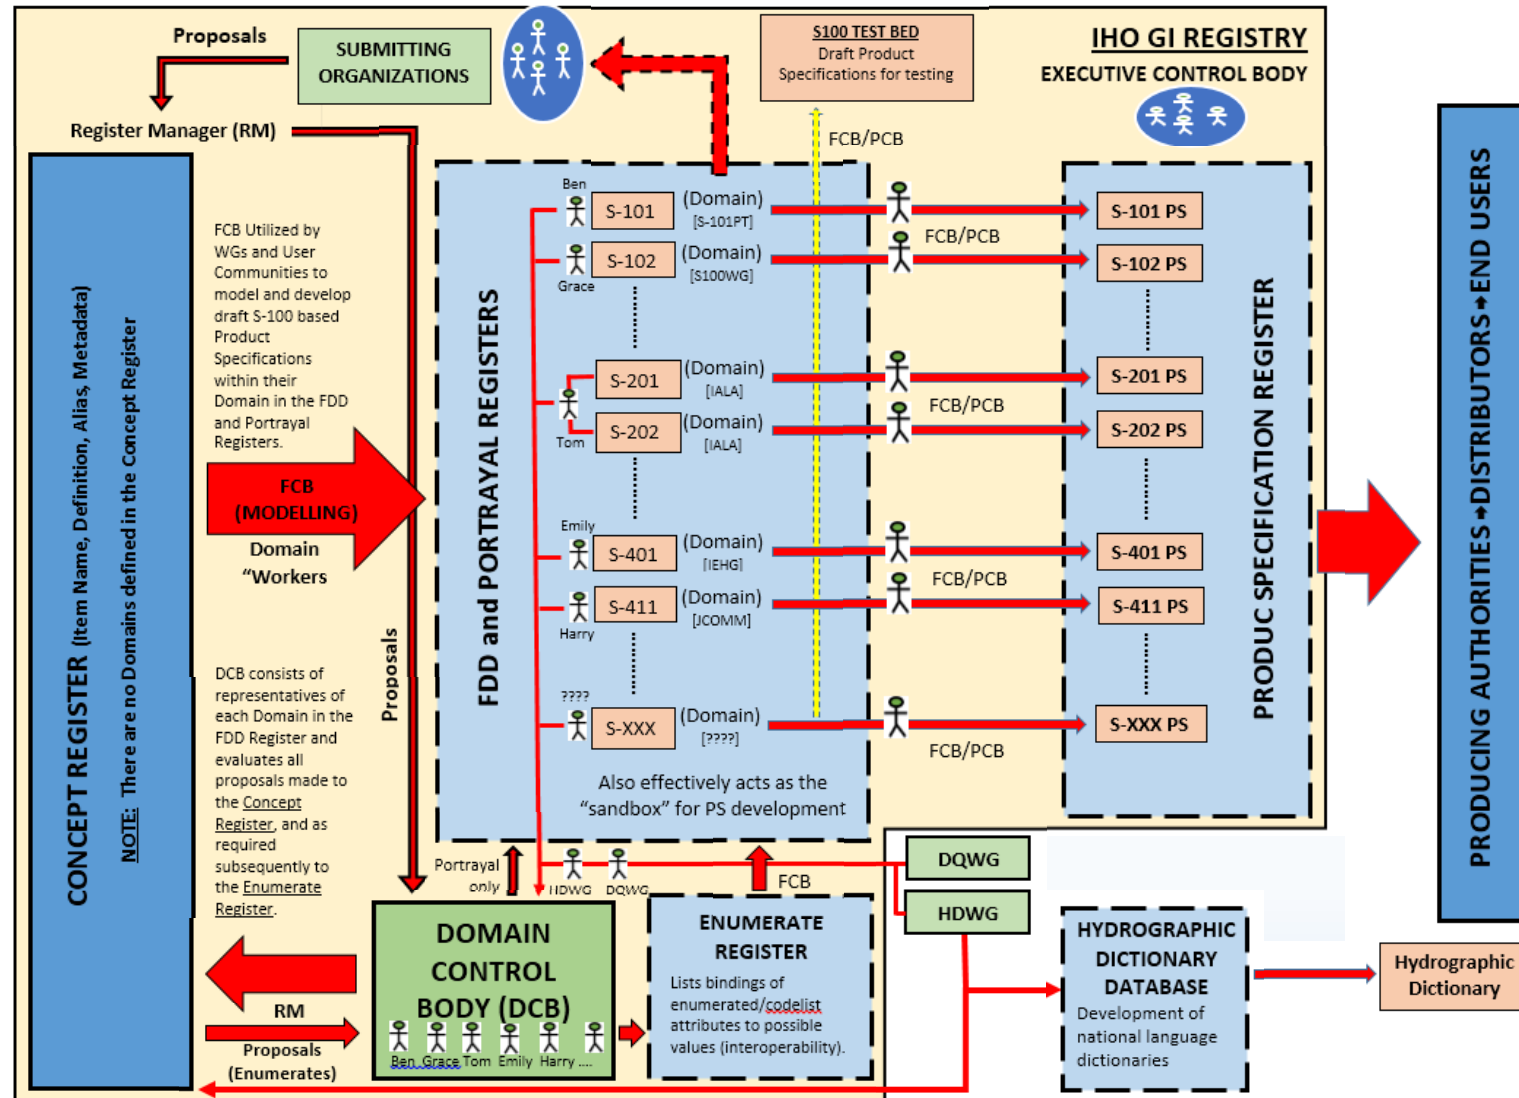 Proposals
SUBMITTING
ORGANIZATIONS
S100 TEST BED
Draft Product
Specifications for testing
IHO GI REGISTRY
EXECUTIVE CONTROL BODY
Register Manager (RM)
FCB/PCB
CONCEPT REGISTER (Item Name, Definition, Alias, Metadata)
NOTE: There are no Domains defined in the Concept Register
FCB Utilized by
WGs and User
Communities to
model and develop
draft S-100 based
Product
Specifications
within their
Domain in the FDD
and Portrayal
Registers.
FCB
(MODELLING)
Domain
“Workers
Proposals
DCB consists of
representatives of
each Domain in the
FDD Register and
evaluates all
proposals made to
the Concept
Register, and as
required
subsequently to
the Enumerate
Register.
FDD and PORTRAYAL REGISTERS
Ben
S-101
(Domain)
[S-101PT]
Grace
S-102
(Domain)
[S100WG]
S-201
(Domain)
[IALA]
Tom
S-202
(Domain)
[IALA]
Emily
S-401
(Domain)
[IEHG]
Harry
S-411
(Domain)
[JCOMM]
????
S-XXX
(Domain)
[????]
Also effectively acts as the
“sandbox” for PS development
FCB/PCB
FCB/PCB
FCB/PCB
FCB/PCB
S-101 PS
S-102 PS
S-201 PS
S-202 PS
S-401 PS
S-411 PS
S-XXX PS
PRODUC SPECIFICATION REGISTER
PRODUCING AUTHORITIES➔DISTRIBUTORS➔END USERS
Portrayal
only
HDWG
DQWG
FCB
DQWG
HDWG
RM
Proposals
(Enumerates)
DOMAIN
CONTROL
BODY (DCB)
Ben Grace Tom Emily Harry ....
ENUMERATE
REGISTER
Lists bindings of
enumerated/codelist
attributes to possible
values (interoperability).
HYDROGRAPHIC
DICTIONARY
DATABASE
Development of
national language
dictionaries
Hydrographic
Dictionary